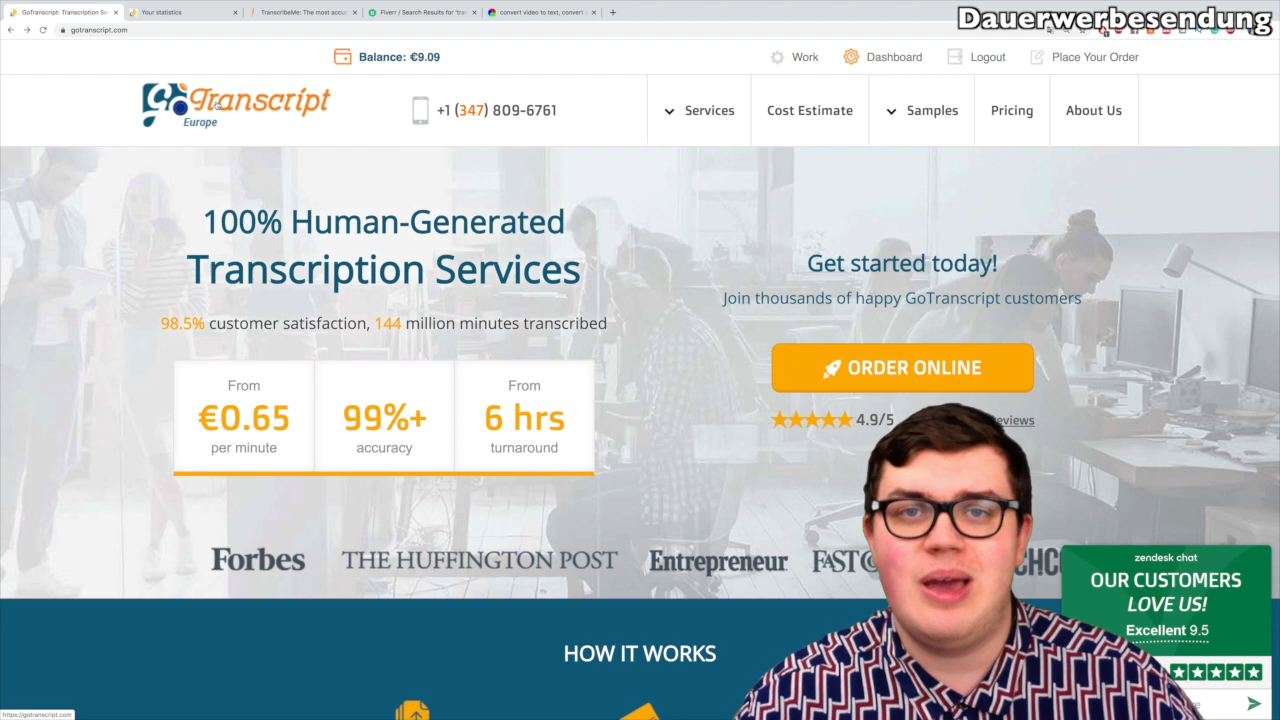 GoTranscript: Transcription Ser
Your statistics
TranscribeMe: The most accur
Fiverr / Search Results for 'tran
convert video to text, convert
Dauerwerbesendung
gotranscript.com
Balance: €9.09
Work
Dashboard
Logout
Place Your Order
GoTranscript
Europe
+1 (347) 809-6761
Services
Cost Estimate
Samples
Pricing
About Us
100% Human-Generated
Transcription Services
98.5% customer satisfaction, 144 million minutes transcribed
From
€0.65
per minute
99%+
accuracy
From
6 hrs
turnaround
Get started today!
Join thousands of happy GoTranscript customers
ORDER ONLINE
4.9/5
eviews
Forbes
THE HUFFINGTON POST
Entrepreneur
FAST C
HCR
zendesk chat
OUR CUSTOMERS
LOVE US!
Excellent 9.5
HOW IT WORKS
https://gotranscript.com